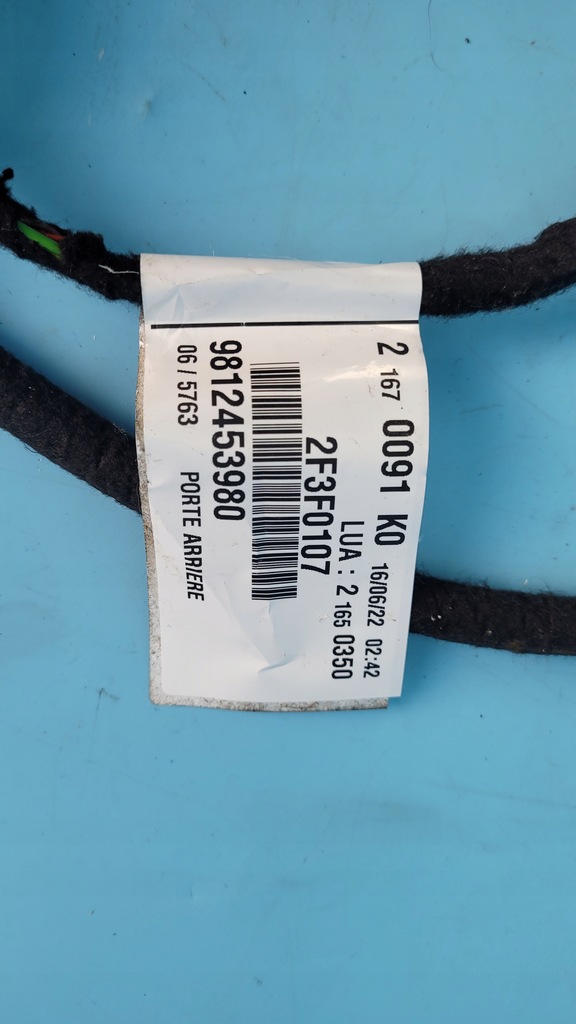 2 167 0091 K0 16/06/22 02:42
LUA : 2 165 0350
2F3F0107
9812453980
06 / 5763 PORTE ARRIERE